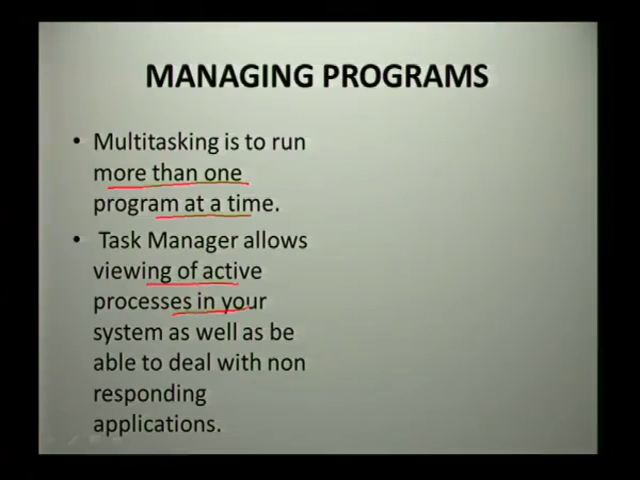 MANAGING PROGRAMS
• Multitasking is to run
more than one
program at a time.
• Task Manager allows
viewing of active
processes in your
system as well as be
able to deal with non
responding
applications.